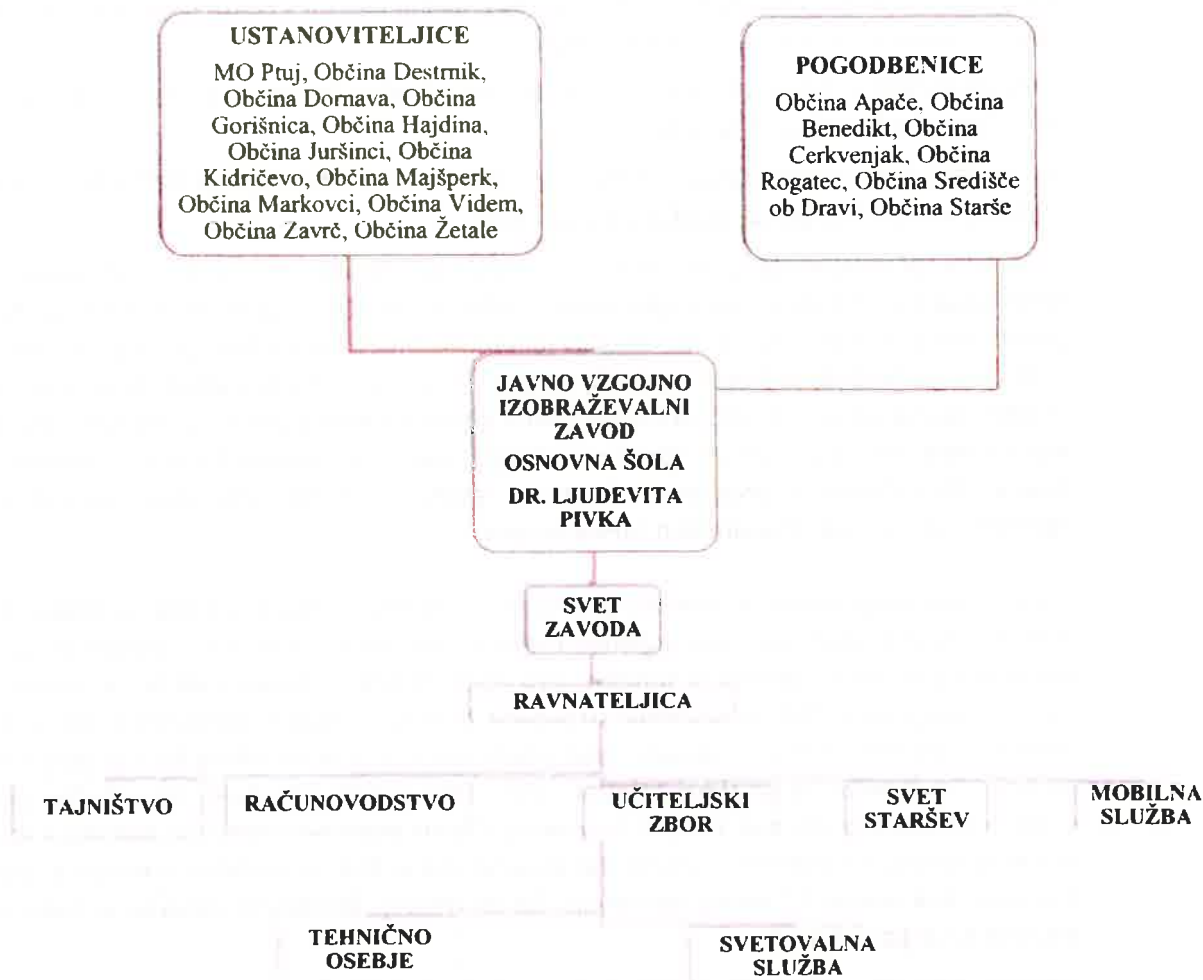 USTANOVITELJICE
MO Ptuj, Občina Destrnik,
Občina Dornava, Občina
Gorišnica, Občina Hajdina,
Občina Juršinci, Občina
Kidričevo, Občina Majšperk,
Občina Markovci, Občina Videm,
Občina Zavrč, Občina Žetale
POGODBENICE
Občina Apače, Občina
Benedikt, Občina
Cerkvenjak, Občina
Rogatec, Občina Središče
ob Dravi, Občina Starše
JAVNO VZGOJNO
IZOBRAŽEVALNI
ZAVOD
OSNOVNA ŠOLA
DR. LJUDEVITA
PIVKA
SVET
ZAVODA
RAVNATELJICA
TAJNIŠTVO
RAČUNOVODSTVO
UČITELJSKI
ZBOR
SVET
STARŠEV
MOBILNA
SLUŽBA
TEHNIČNO
OSEBJE
SVETOVALNA
SLUŽBA